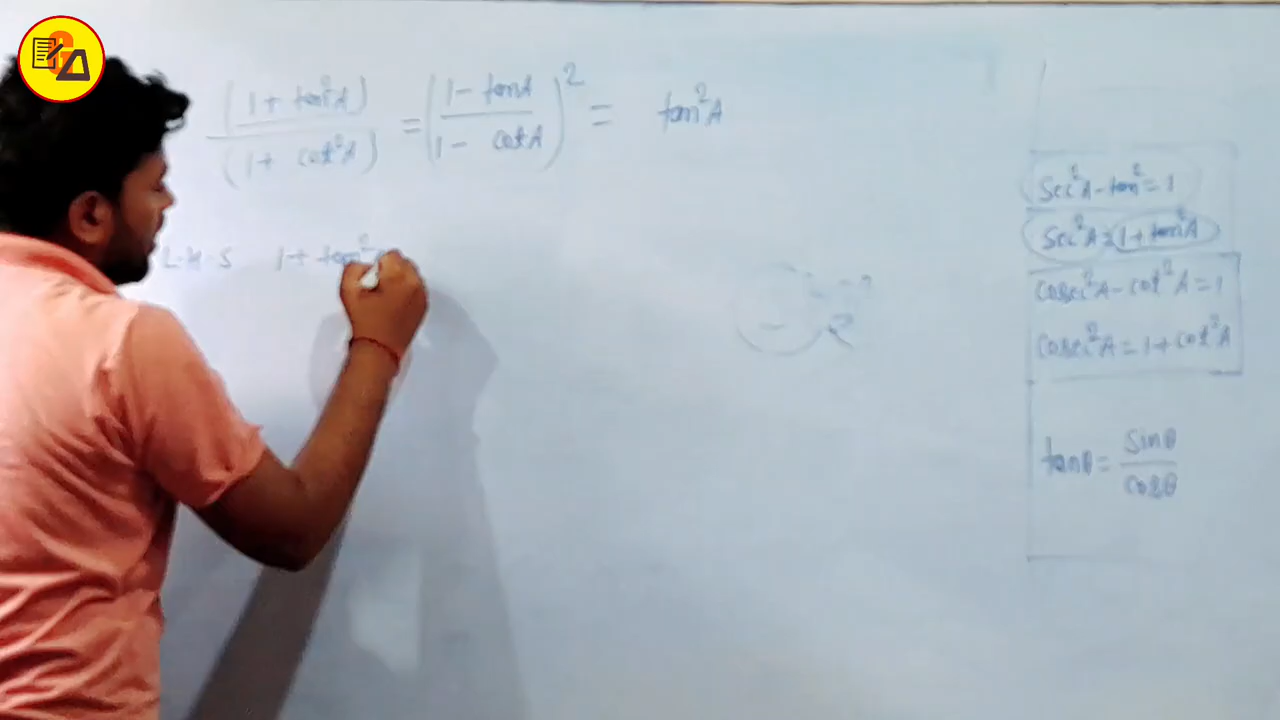 (1 + tan²A) / (1 + cot²A) = ((1 - tanA) / (1 - cotA))² = tan²A
L.H.S 1 + tan²
Sec²A - tan² = 1
Sec²A = 1 + tan²A
Cosec²A - cot²A = 1
Cosec²A = 1 + cot²A
tanθ = Sinθ / cosθ